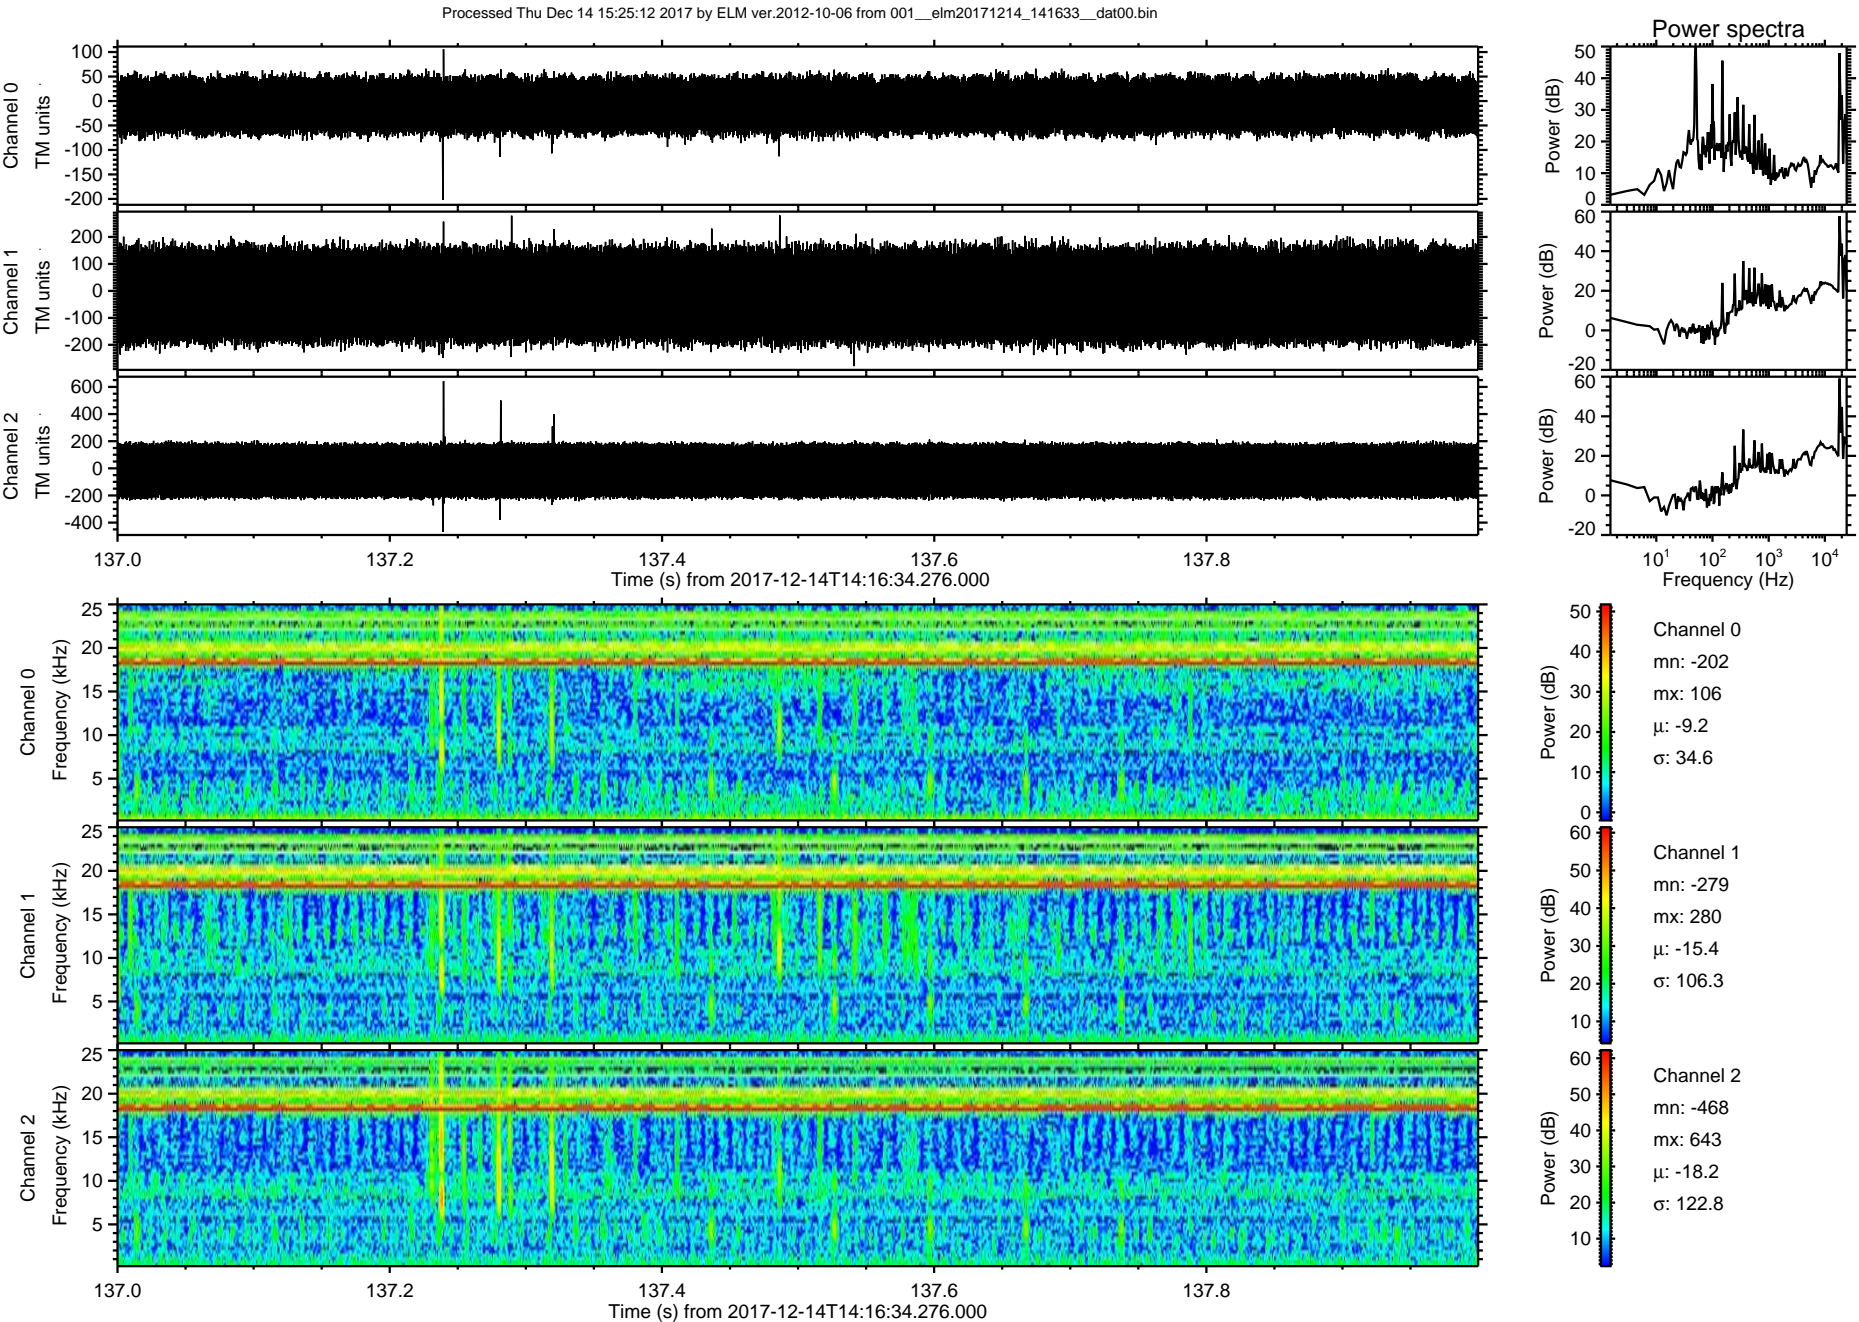 Processed Thu Dec 14 15:25:12 2017 by ELM ver.2012-10-06 from 001__elm20171214_141633__dat00.bin
Power spectra
Channel 0
TM units
100
50
0
-50
-100
-150
-200
Power (dB)
50
40
30
20
10
0
Channel 1
TM units
200
100
0
-100
-200
Power (dB)
60
40
20
0
-20
Channel 2
TM units
600
400
200
0
-200
-400
Power (dB)
60
40
20
0
-20
137.0 137.2 137.4 137.6 137.8
Time (s) from 2017-12-14T14:16:34.276.000
10¹ 10² 10³ 10⁴
Frequency (Hz)
Channel 0
Frequency (kHz)
25
20
15
10
5
Power (dB)
50
40
30
20
10
0
Channel 0
mn: -202
mx: 106
μ: -9.2
σ: 34.6
Channel 1
Frequency (kHz)
25
20
15
10
5
Power (dB)
60
50
40
30
20
10
Channel 1
mn: -279
mx: 280
μ: -15.4
σ: 106.3
Channel 2
Frequency (kHz)
25
20
15
10
5
Power (dB)
60
50
40
30
20
10
Channel 2
mn: -468
mx: 643
μ: -18.2
σ: 122.8
137.0 137.2 137.4 137.6 137.8
Time (s) from 2017-12-14T14:16:34.276.000